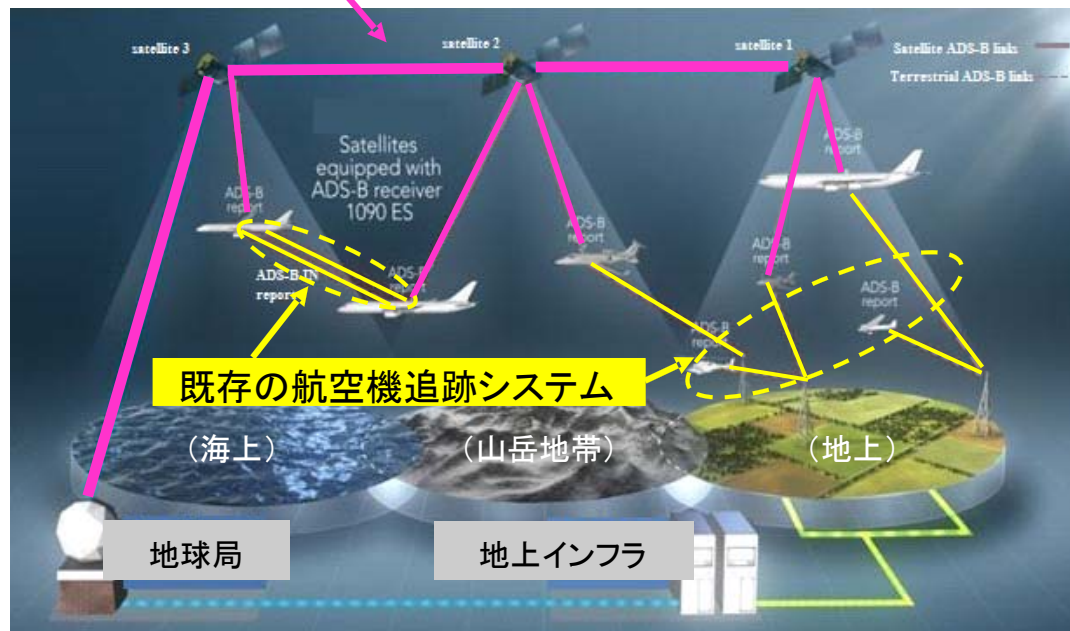 satellite 3
satellite 2
satellite 1
Satellite ADS-B links
Terrestrial ADS-B links
Satellites
equipped with
ADS-B receiver
1090 ES
ADS-B
report
ADS-B
report
ADS-B-IN
report
ADS-B
report
ADS-B
report
ADS-B
report
ADS-B
report
ADS-B
report
既存の航空機追跡システム
(海上)
(山岳地帯)
(地上)
地球局
地上インフラ